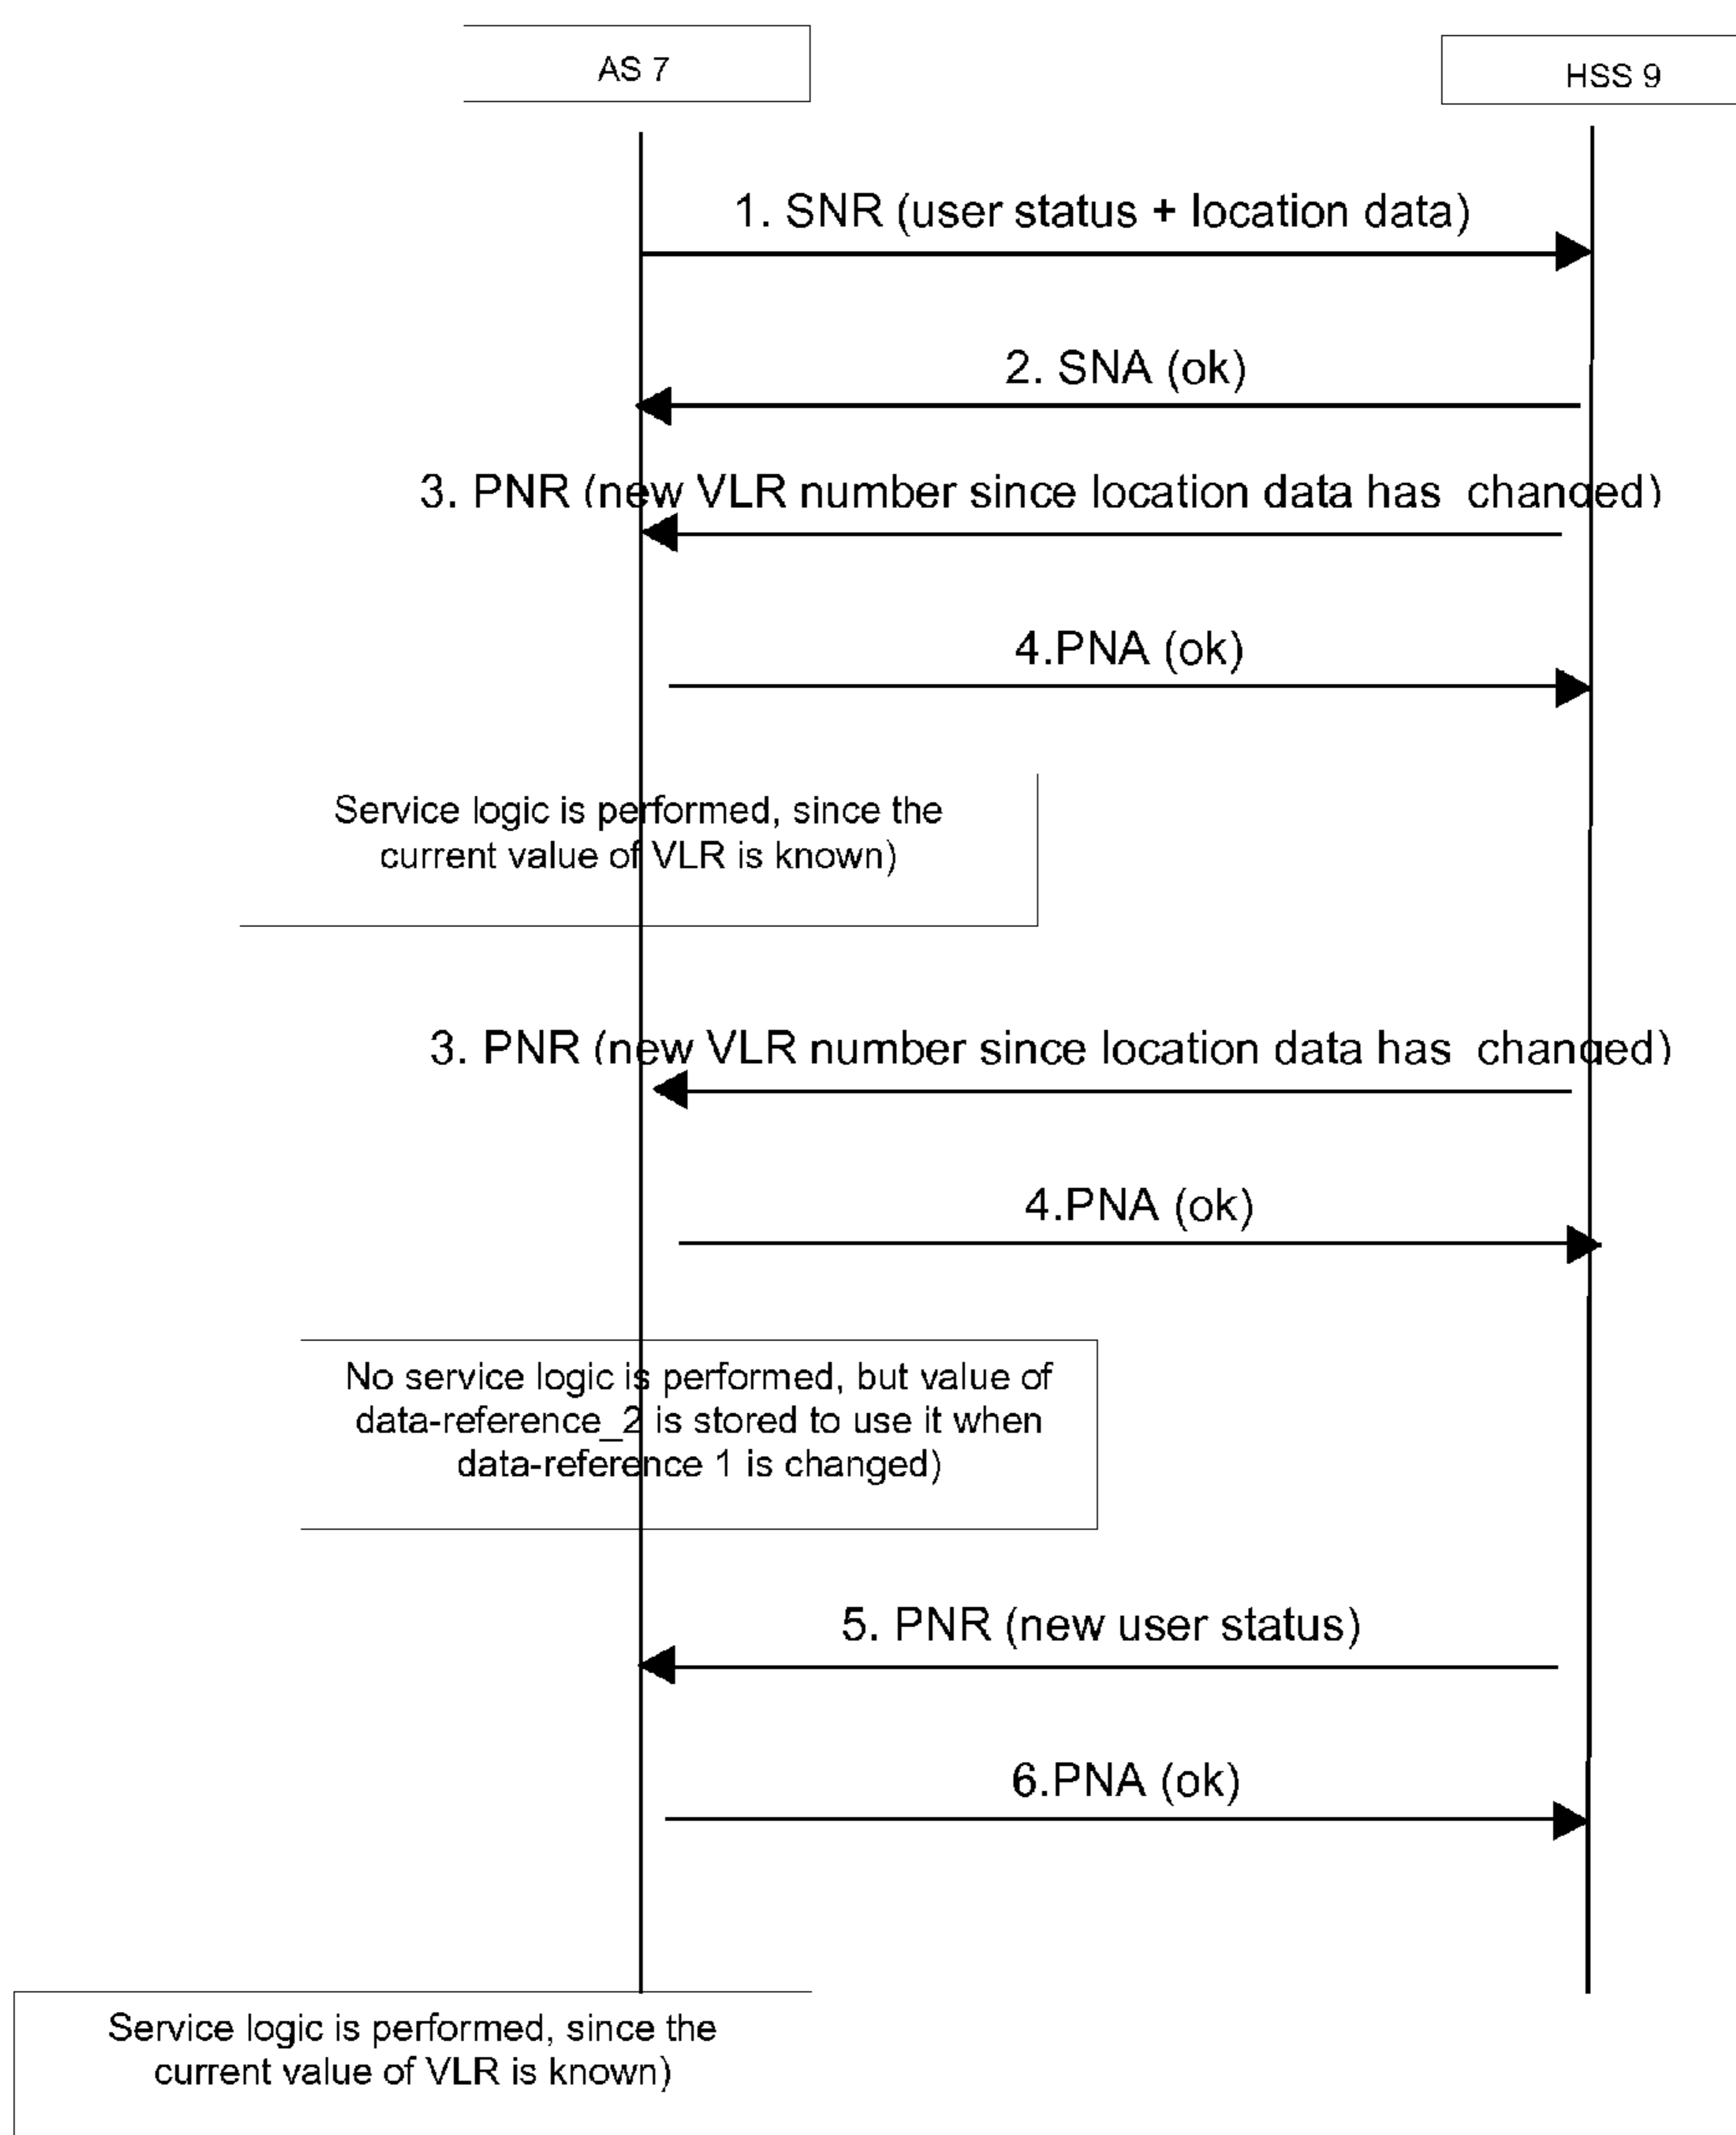 AS 7
HSS 9
1. SNR (user status + location data)
2. SNA (ok)
3. PNR (new VLR number since location data has changed)
4.PNA (ok)
Service logic is performed, since the
current value of VLR is known)
3. PNR (new VLR number since location data has changed)
4.PNA (ok)
No service logic is performed, but value of
data-reference_2 is stored to use it when
data-reference 1 is changed)
5. PNR (new user status)
6.PNA (ok)
Service logic is performed, since the
current value of VLR is known)